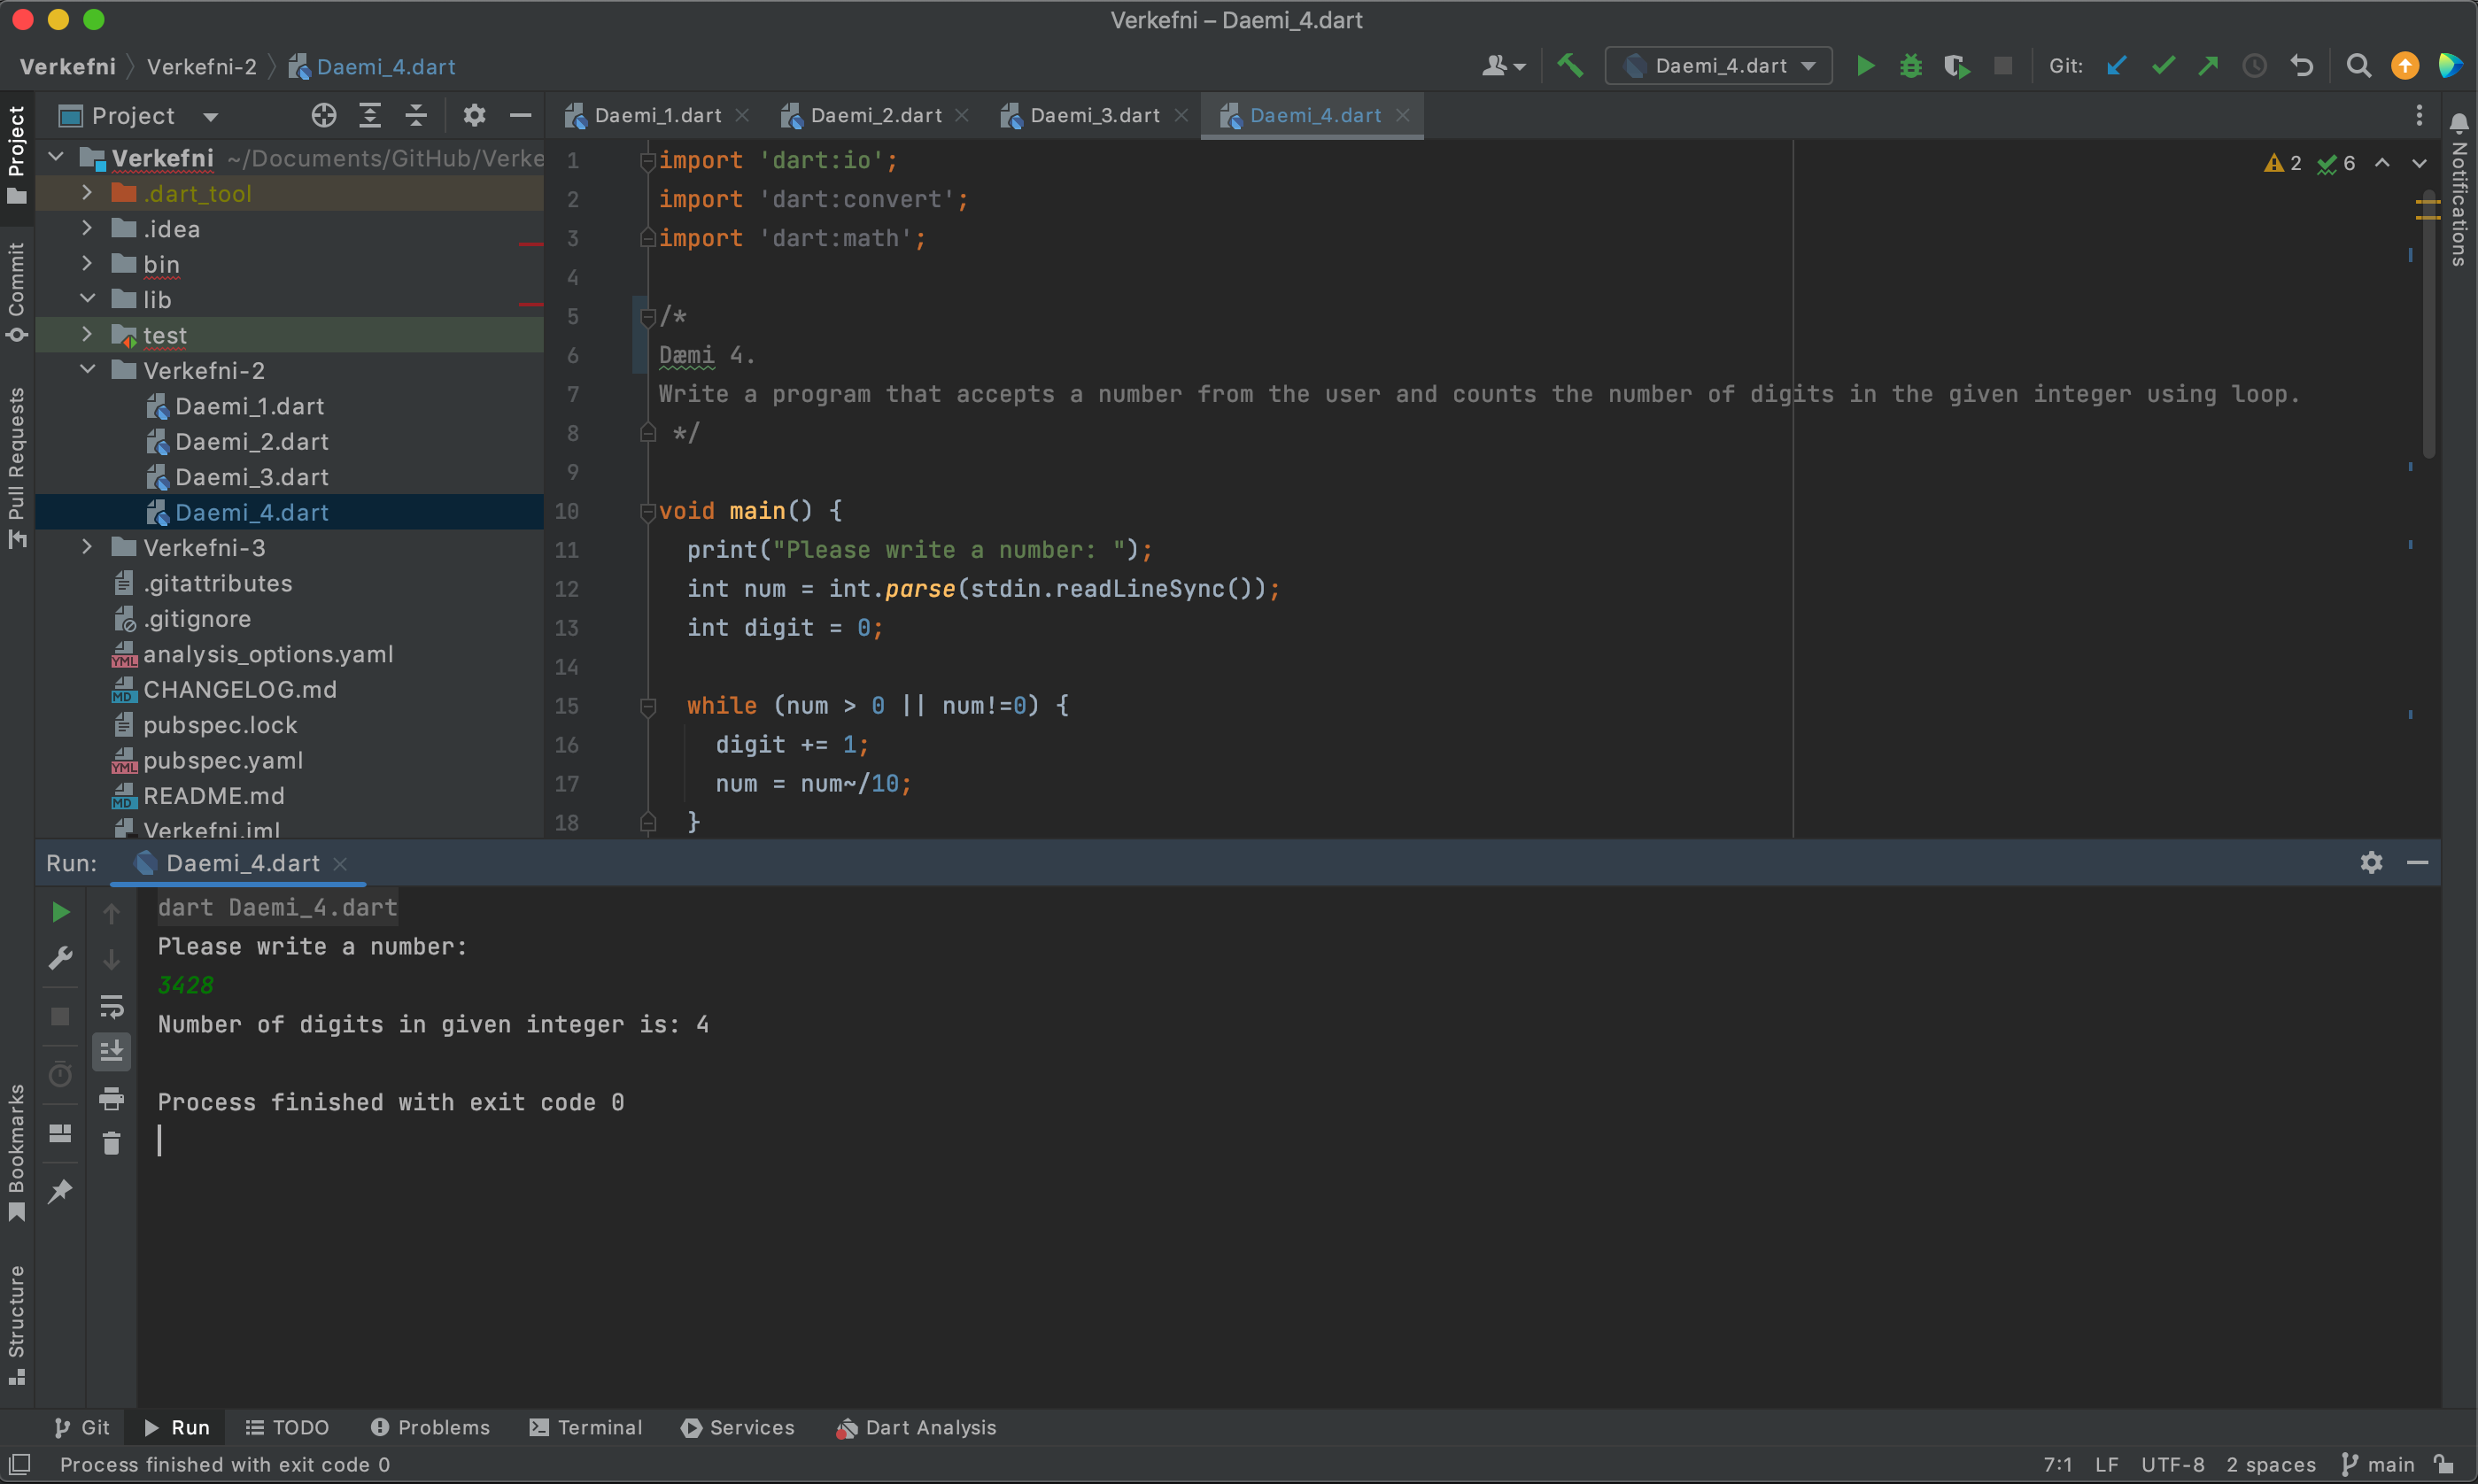 Verkefni – Daemi_4.dart
Verkefni Verkefni-2 Daemi_4.dart
Daemi_4.dart Git:
Project
Daemi_1.dart Daemi_2.dart Daemi_3.dart Daemi_4.dart
Project
Commit
Pull Requests
Bookmarks
Structure
Notifications
Verkefni ~/Documents/GitHub/Verke
.dart_tool
.idea
bin
lib
test
Verkefni-2
Daemi_1.dart
Daemi_2.dart
Daemi_3.dart
Daemi_4.dart
Verkefni-3
.gitattributes
.gitignore
analysis_options.yaml
CHANGELOG.md
pubspec.lock
pubspec.yaml
README.md
Verkefni.iml
2 6
1 import 'dart:io';
2 import 'dart:convert';
3 import 'dart:math';
4
5 /*
6 Dæmi 4.
7 Write a program that accepts a number from the user and counts the number of digits in the given integer using loop.
8 */
9
10 void main() {
11 print("Please write a number: ");
12 int num = int.parse(stdin.readLineSync());
13 int digit = 0;
14
15 while (num > 0 || num!=0) {
16 digit += 1;
17 num = num~/10;
18 }
Run: Daemi_4.dart
dart Daemi_4.dart
Please write a number:
3428
Number of digits in given integer is: 4
Process finished with exit code 0
Git Run TODO Problems Terminal Services Dart Analysis
Process finished with exit code 0
7:1 LF UTF-8 2 spaces main